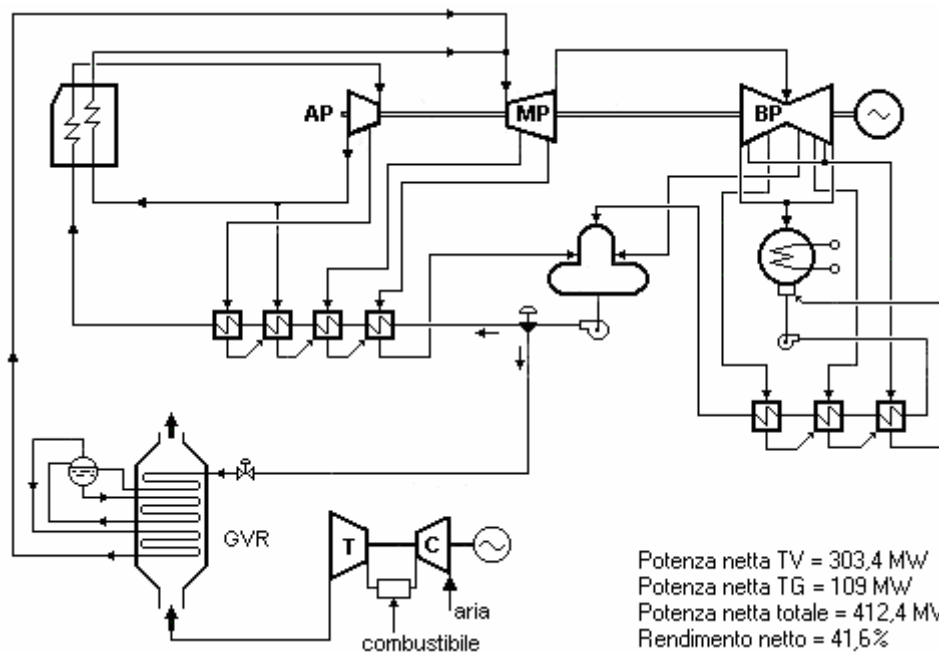 AP
MP
BP
GVR
T
C
aria
combustibile
Potenza netta TV = 303,4 MW
Potenza netta TG = 109 MW
Potenza netta totale = 412,4 MV
Rendimento netto = 41,6%